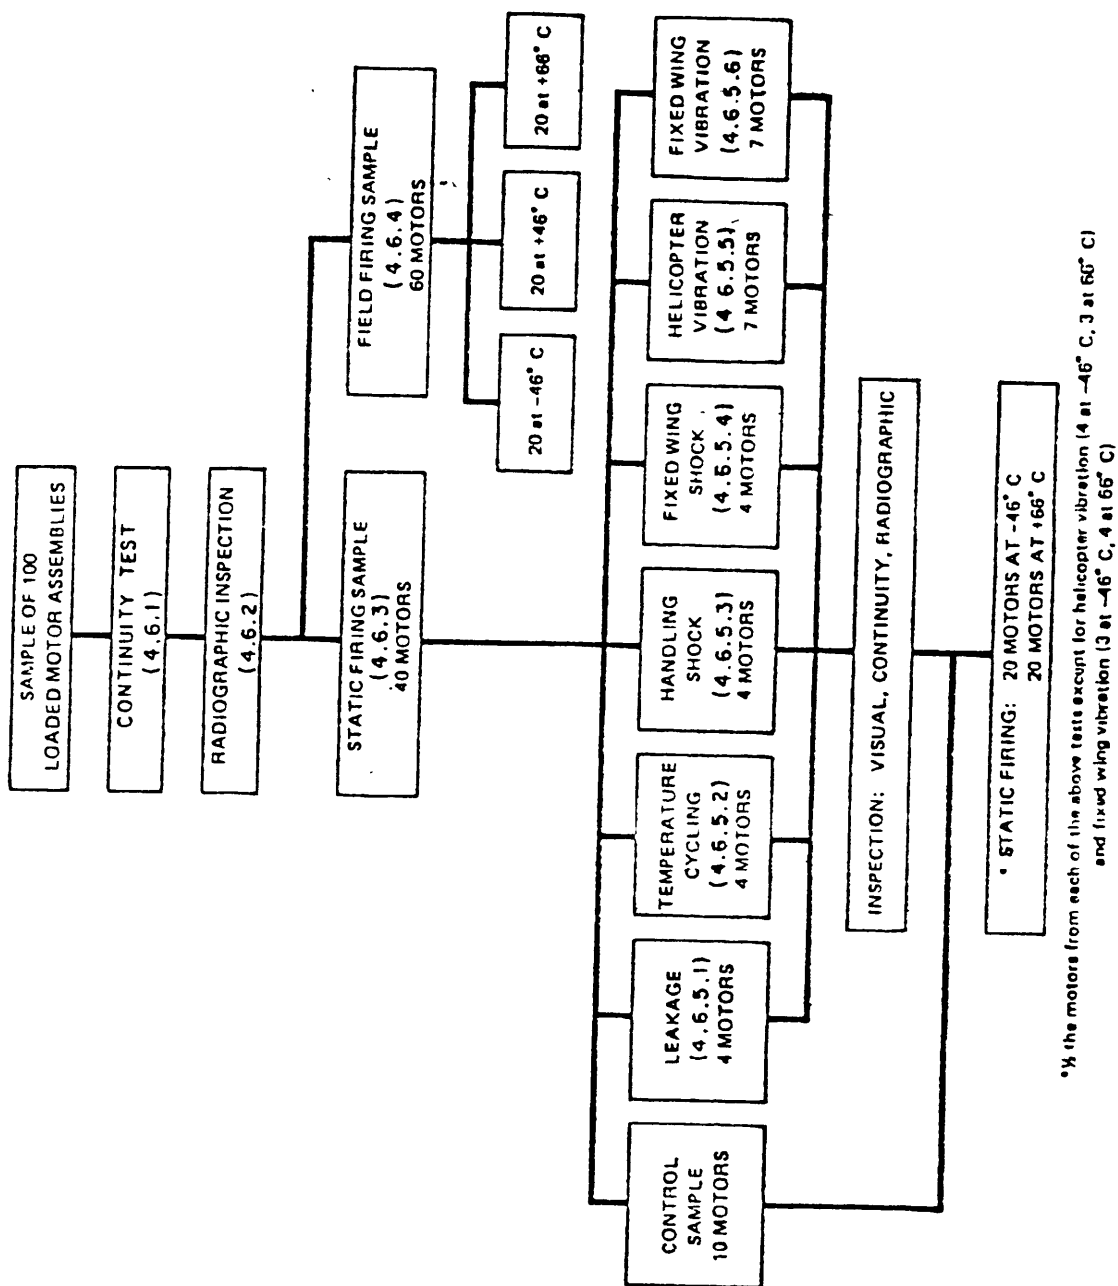 SAMPLE OF 100
LOADED MOTOR ASSEMBLIES
CONTINUITY TEST
(4.6.1)
RADIOGRAPHIC INSPECTION
(4.6.2)
STATIC FIRING SAMPLE
(4.6.3)
40 MOTORS
FIELD FIRING SAMPLE
(4.6.4)
60 MOTORS
20 at -46° C
20 at +46° C
20 at +66° C
CONTROL
SAMPLE
10 MOTORS
LEAKAGE
(4.6.5.1)
4 MOTORS
TEMPERATURE
CYCLING
(4.6.5.2)
4 MOTORS
HANDLING
SHOCK
(4.6.5.3)
4 MOTORS
FIXED WING
SHOCK
(4.6.5.4)
4 MOTORS
HELICOPTER
VIBRATION
(4 6.5.5)
7 MOTORS
FIXED WING
VIBRATION
(4.6.5.6)
7 MOTORS
INSPECTION: VISUAL, CONTINUITY, RADIOGRAPHIC
* STATIC FIRING: 20 MOTORS AT -46° C
20 MOTORS AT +66° C
*½ the motors from each of the above tests except for helicopter vibration (4 at -46° C, 3 at 66° C)
and fixed wing vibration (3 at -46° C, 4 at 66° C)